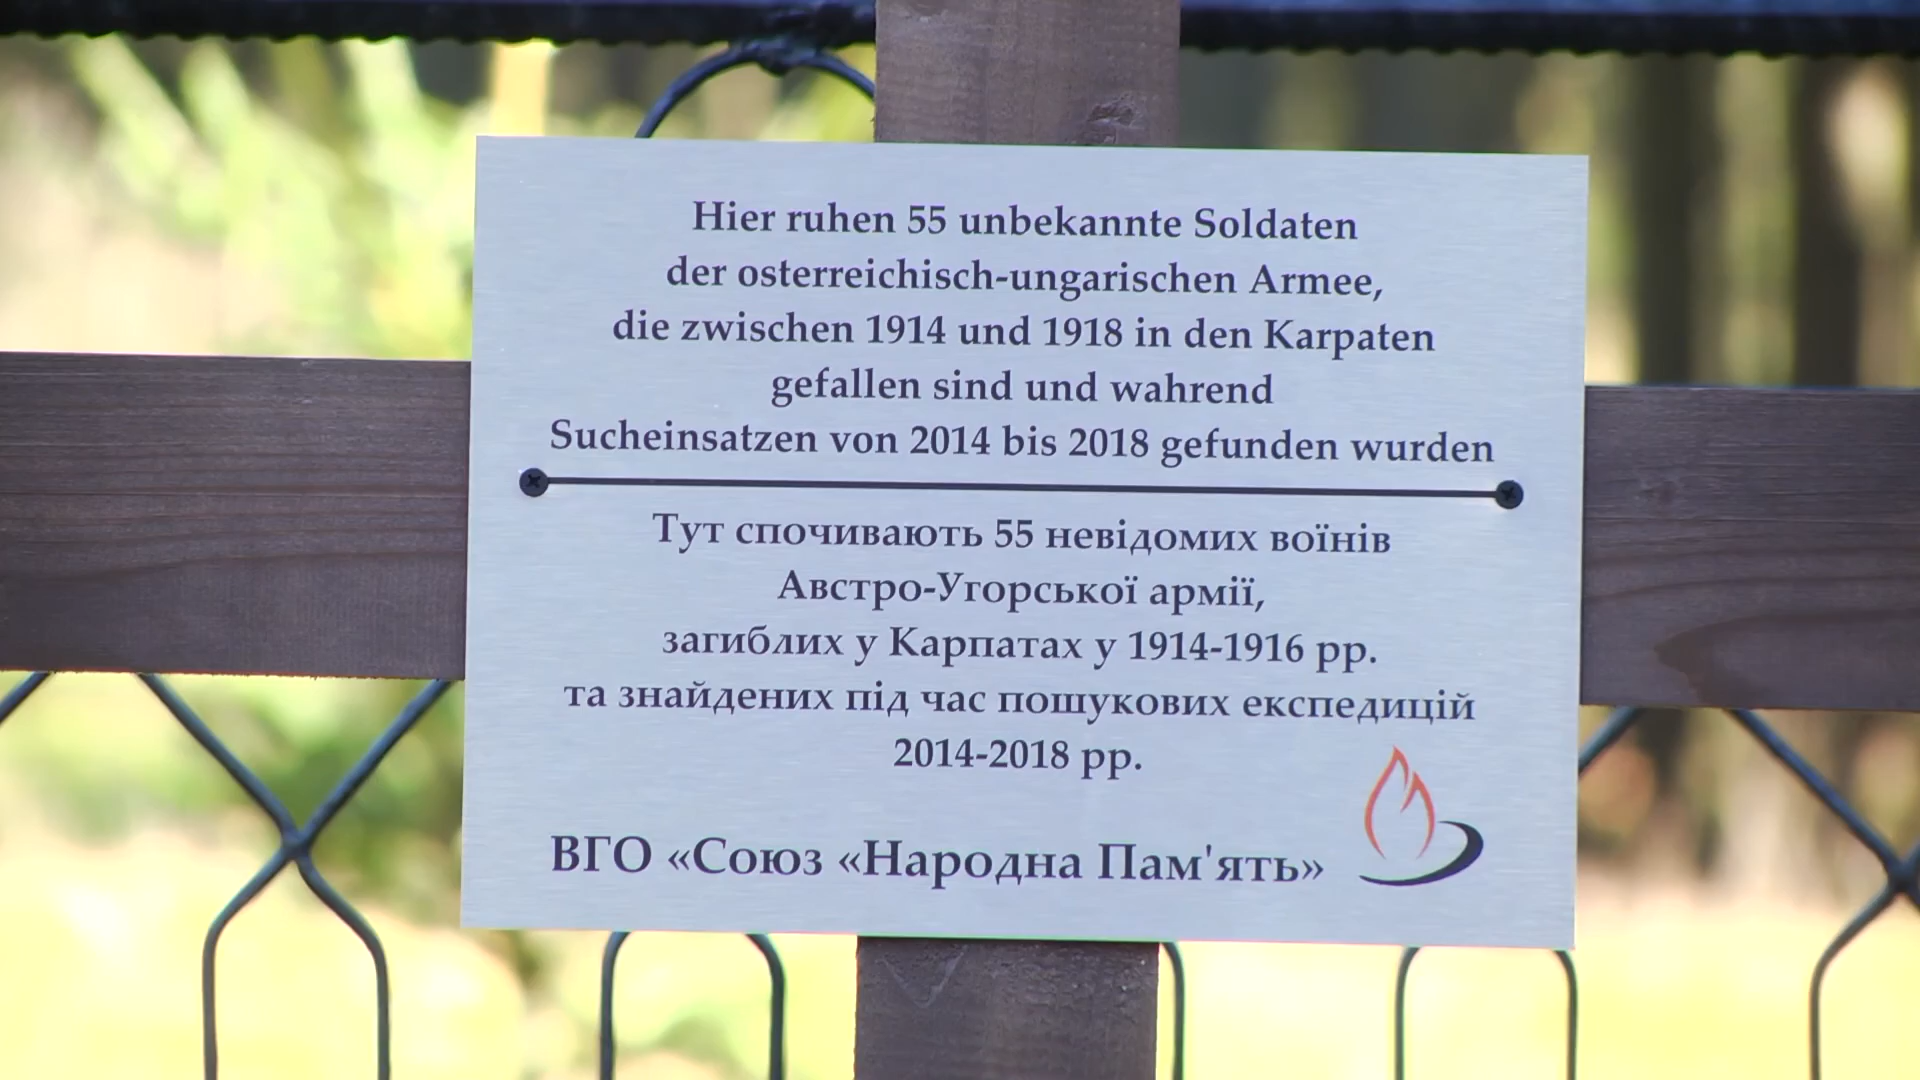 Hier ruhen 55 unbekannte Soldaten
der osterreichisch-ungarischen Armee,
die zwischen 1914 und 1918 in den Karpaten
gefallen sind und wahrend
Sucheinsatzen von 2014 bis 2018 gefunden wurden
Тут спочивають 55 невідомих воїнів
Австро-Угорської армії,
загиблих у Карпатах у 1914-1916 рр.
та знайдених під час пошукових експедицій
2014-2018 рр.
ВГО «Союз «Народна Пам'ять»